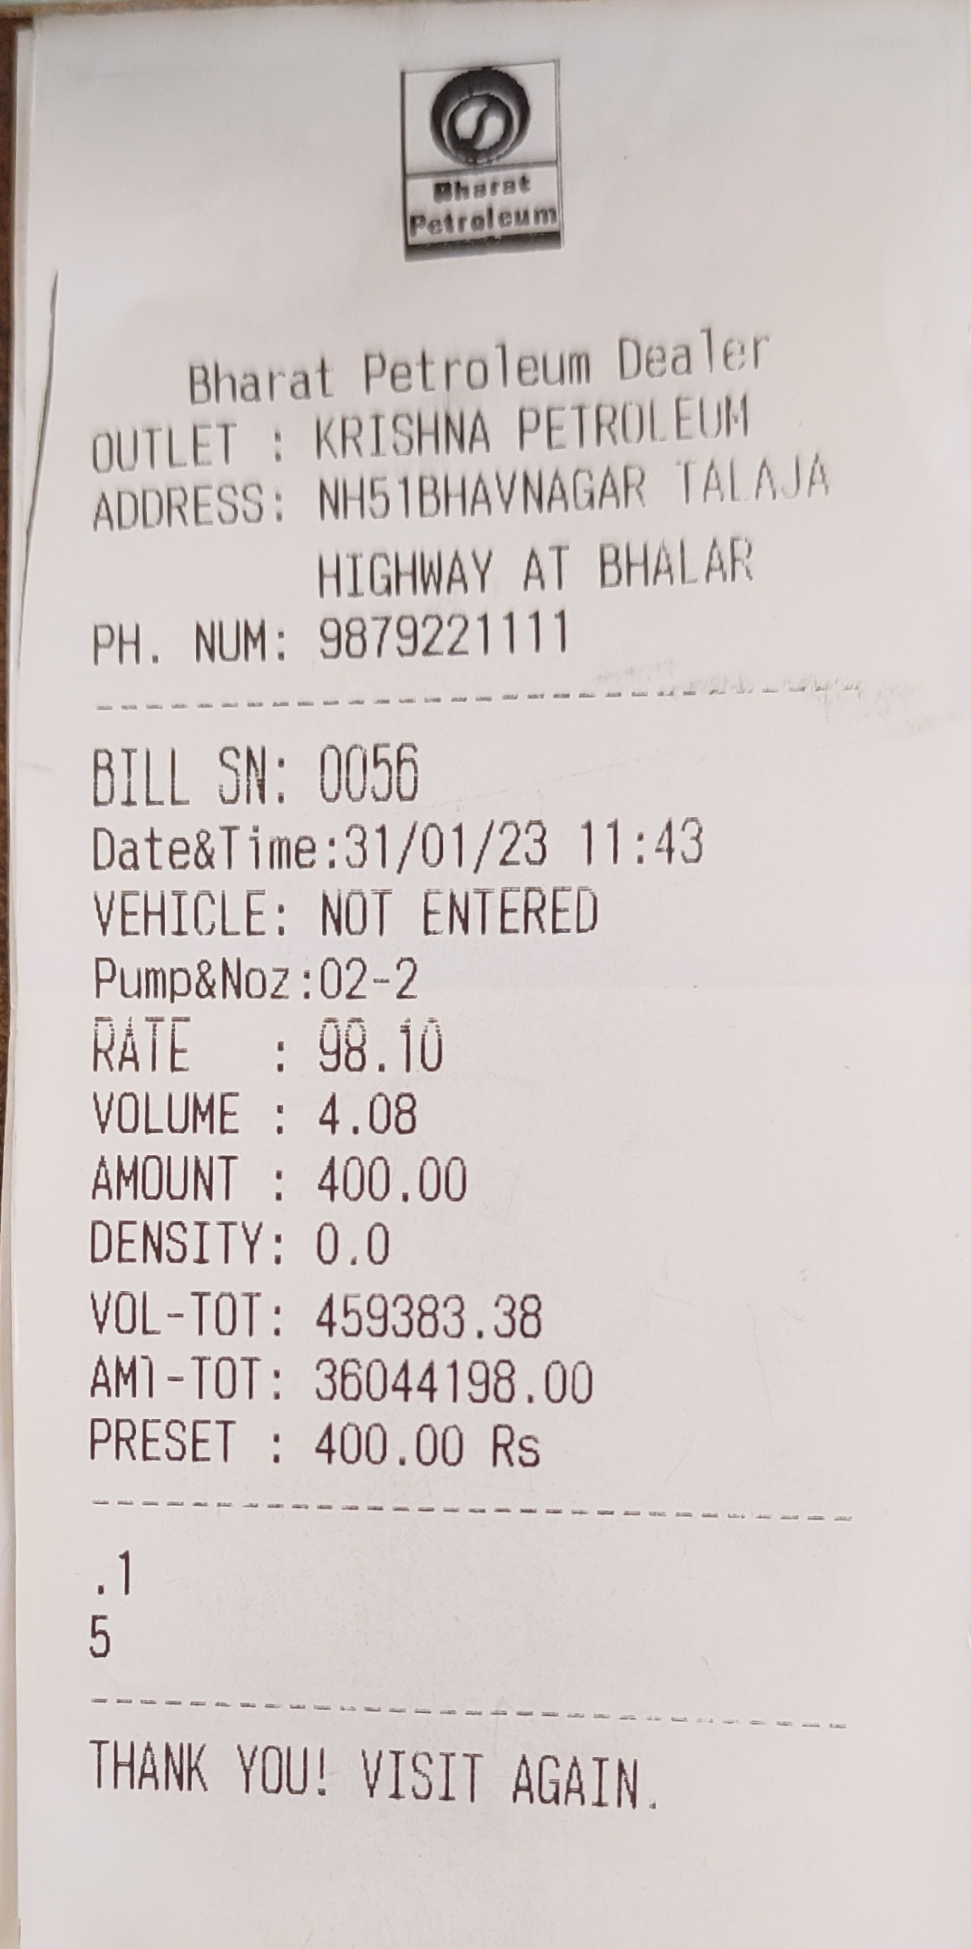 Bharat
Petroleum
Bharat Petroleum Dealer
OUTLET : KRISHNA PETROLEUM
ADDRESS: NH51BHAVNAGAR TALAJA
HIGHWAY AT BHALAR
PH. NUM: 9879221111
BILL SN: 0056
Date&Time:31/01/23 11:43
VEHICLE: NOT ENTERED
Pump&Noz:02-2
RATE : 98.10
VOLUME : 4.08
AMOUNT : 400.00
DENSITY: 0.0
VOL-TOT: 459383.38
AMT-TOT: 36044198.00
PRESET : 400.00 Rs
.1
5
THANK YOU! VISIT AGAIN.